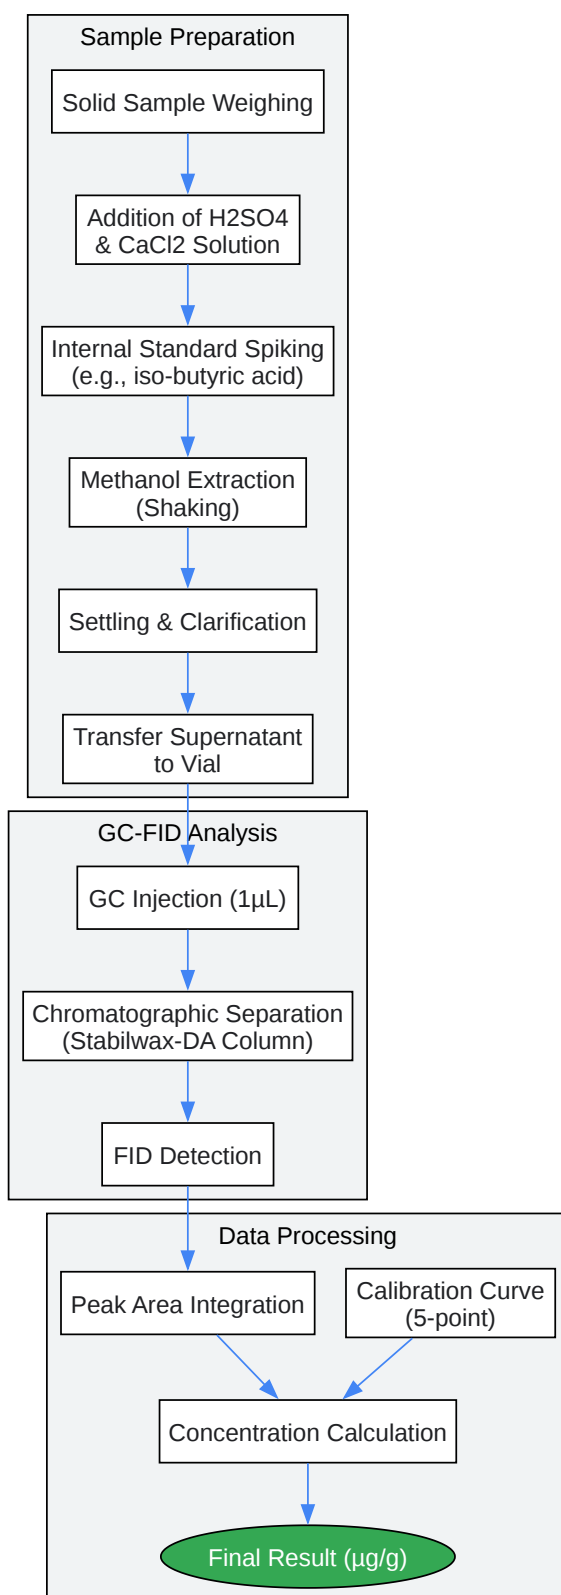 Sample Preparation
Solid Sample Weighing
Addition of H2SO4
& CaCl2 Solution
Internal Standard Spiking
(e.g., iso-butyric acid)
Methanol Extraction
(Shaking)
Settling & Clarification
Transfer Supernatant
to Vial
GC-FID Analysis
GC Injection (1µL)
Chromatographic Separation
(Stabilwax-DA Column)
FID Detection
Data Processing
Peak Area Integration
Calibration Curve
(5-point)
Concentration Calculation
Final Result (µg/g)